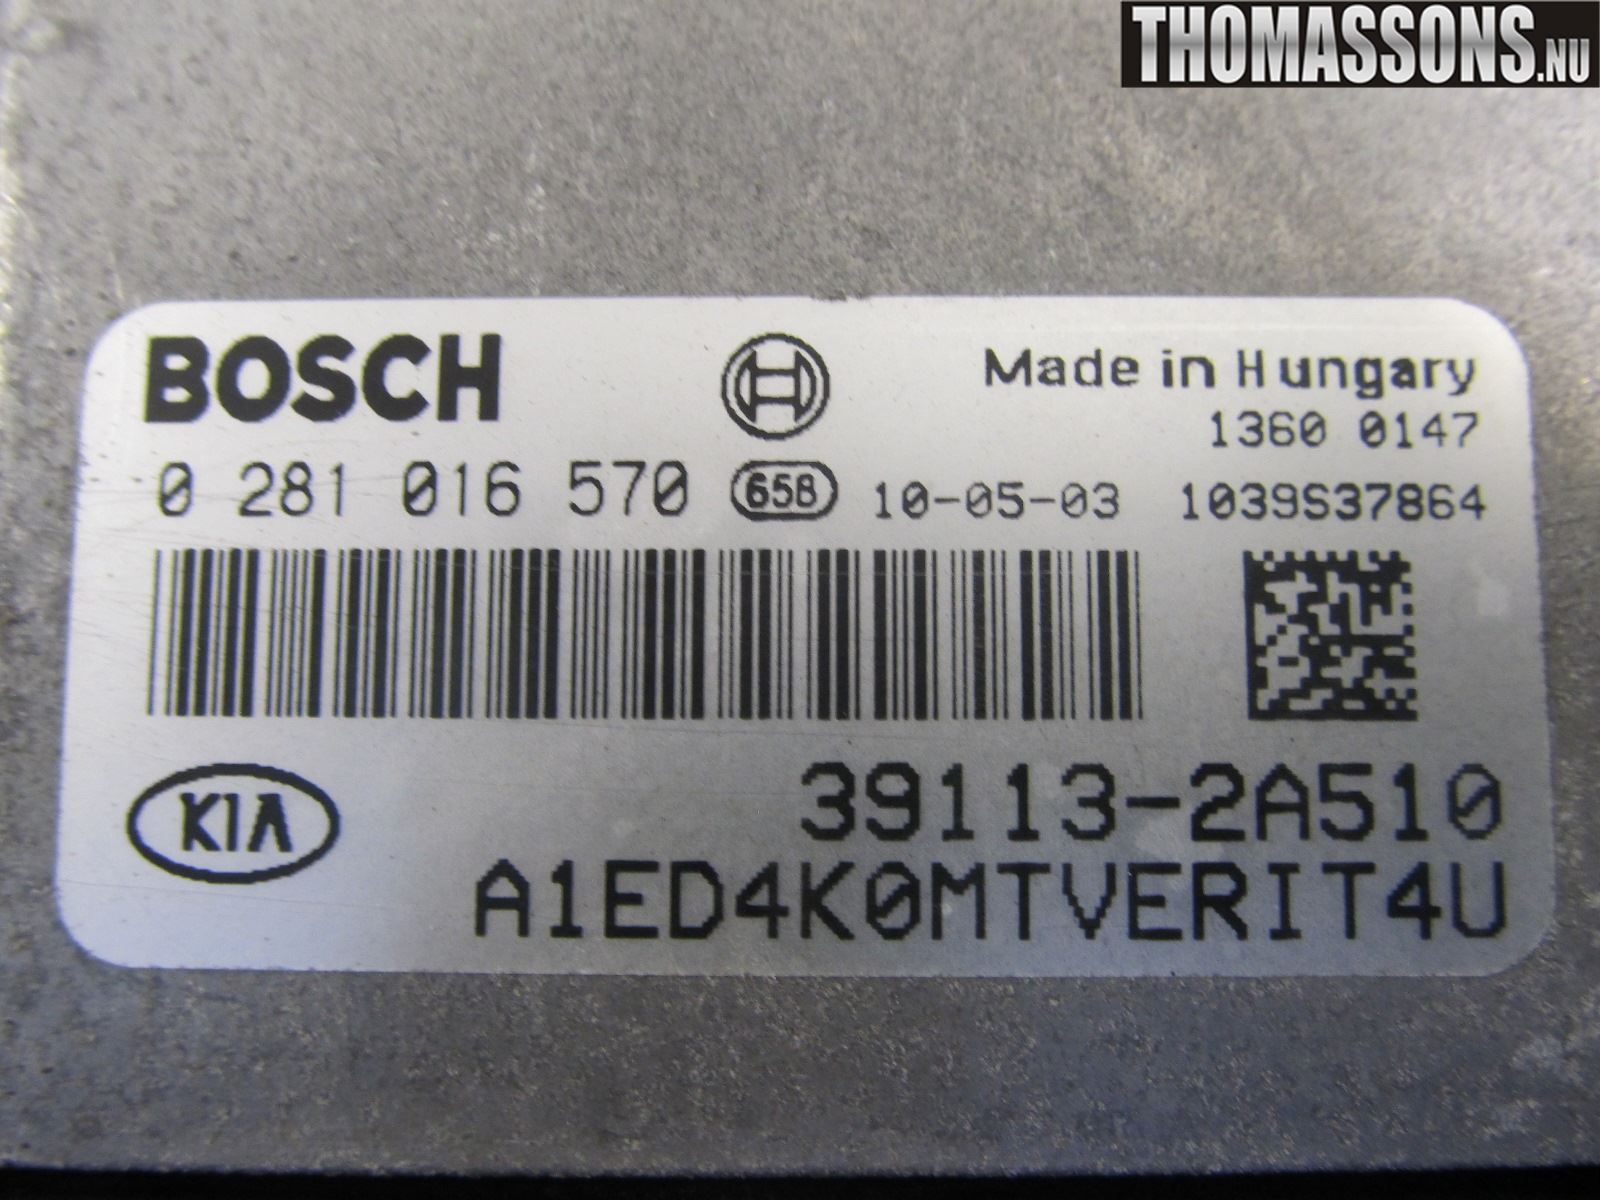 THOMASSONS.NU
BOSCH
Made in Hungary
1360 0147
0 281 016 570 658 10-05-03 1039S37864
KIA
39113-2A510
A1ED4K0MTVERIT4U